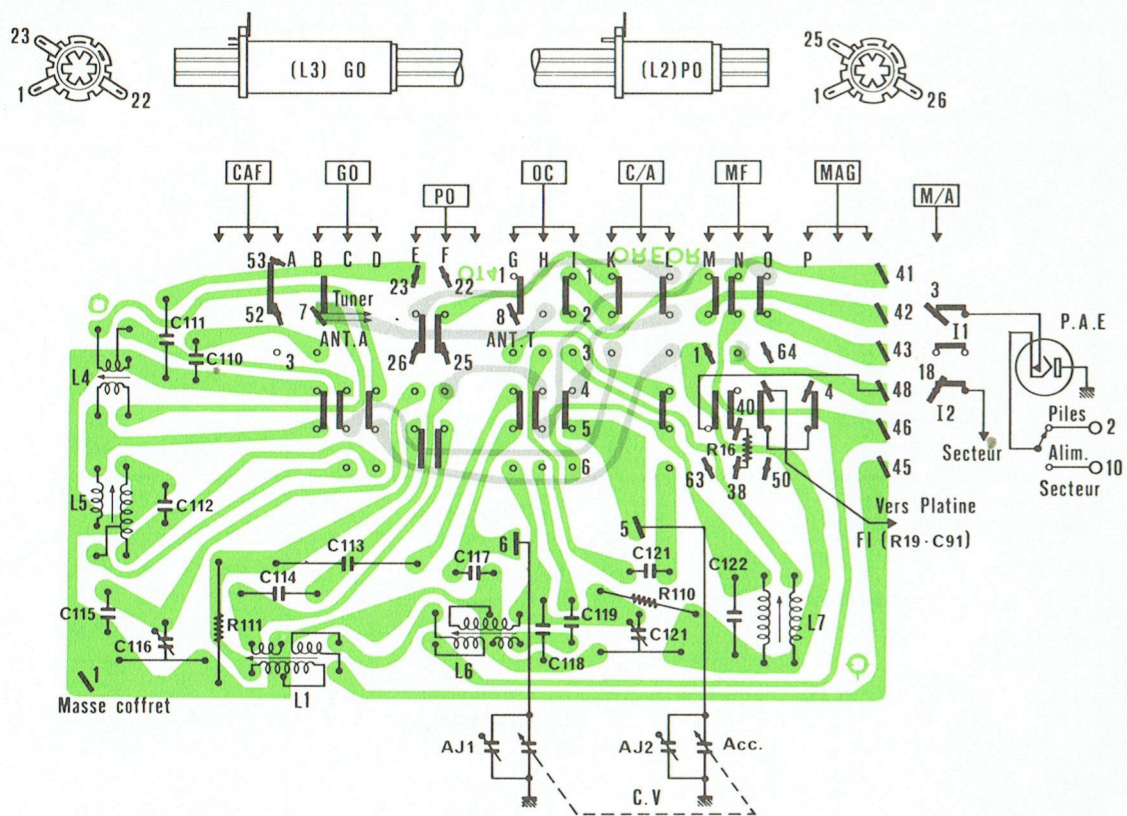 23
1
22
(L3) GO
(L2) PO
25
1
26
CAF
GO
PO
OC
C/A
MF
MAG
M/A
53
A
B
C
D
E
F
G
H
I
K
L
M
N
O
P
OREOR
23
22
1
1
41
52
7
Tuner
ANT.A
8
ANT.T
2
42
3
I1
P.A.E
C111
C110
3
26
25
3
1
64
43
18
L4
4
40
4
48
I2
5
R16
46
Piles
2
Secteur
Alim.
10
Secteur
6
63
38
50
45
L5
C112
Vers Platine
FI (R19-C91)
5
6
C113
C114
C117
C121
C122
R110
C115
C116
R111
C119
C121
L7
L6
C118
1
L1
Masse coffret
AJ1
AJ2
Acc.
C.V